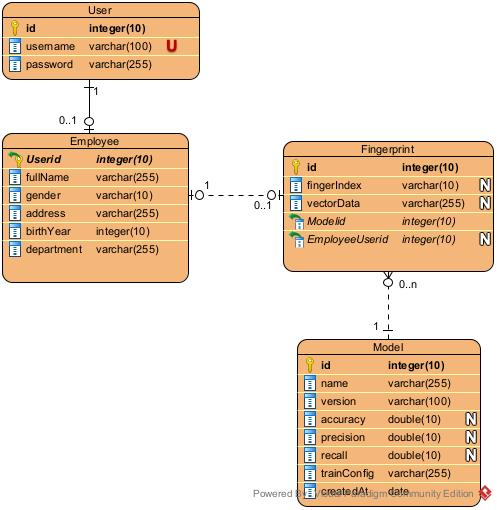 User
id integer(10)
username varchar(100) U
password varchar(255)
1
0..1
Employee
Userid integer(10)
fullName varchar(255)
gender varchar(10)
address varchar(255)
birthYear integer(10)
department varchar(255)
1
0..1
Fingerprint
id integer(10)
fingerIndex varchar(10) N
vectorData varchar(255) N
Modelid integer(10)
EmployeeUserid integer(10) N
0..n
1
Model
id integer(10)
name varchar(255)
version varchar(100)
accuracy double(10) N
precision double(10) N
recall double(10) N
trainConfig varchar(255)
createdAt date
Powered By Visual Paradigm Community Edition